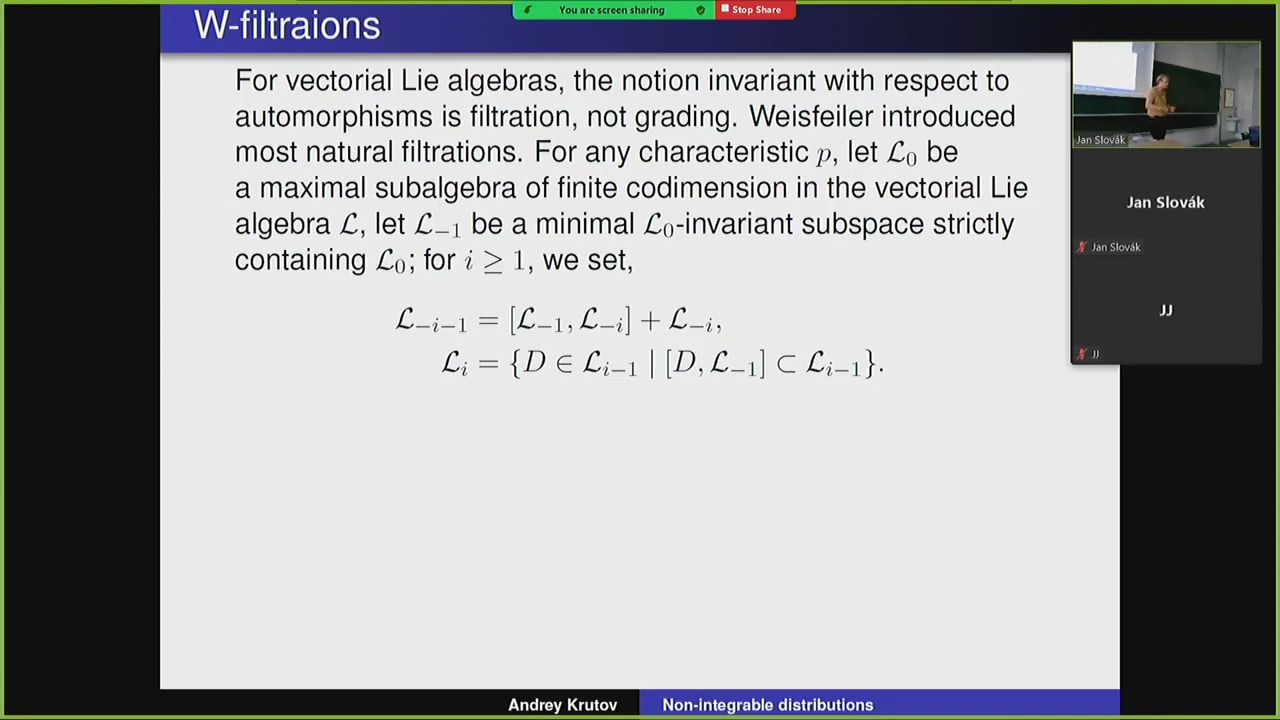 You are screen sharing
Stop Share
W-filtraions
For vectorial Lie algebras, the notion invariant with respect to
automorphisms is filtration, not grading. Weisfeiler introduced
most natural filtrations. For any characteristic p, let ℒ₀ be
a maximal subalgebra of finite codimension in the vectorial Lie
algebra ℒ, let ℒ₋₁ be a minimal ℒ₀-invariant subspace strictly
containing ℒ₀; for i ≥ 1, we set,
ℒ₋ᵢ₋₁ = [ℒ₋₁, ℒ₋ᵢ] + ℒ₋ᵢ,
ℒᵢ = {D ∈ ℒᵢ₋₁ | [D, ℒ₋₁] ⊂ ℒᵢ₋₁}.
Jan Slovák
Jan Slovák
Jan Slovák
JJ
JJ
Andrey Krutov
Non-integrable distributions